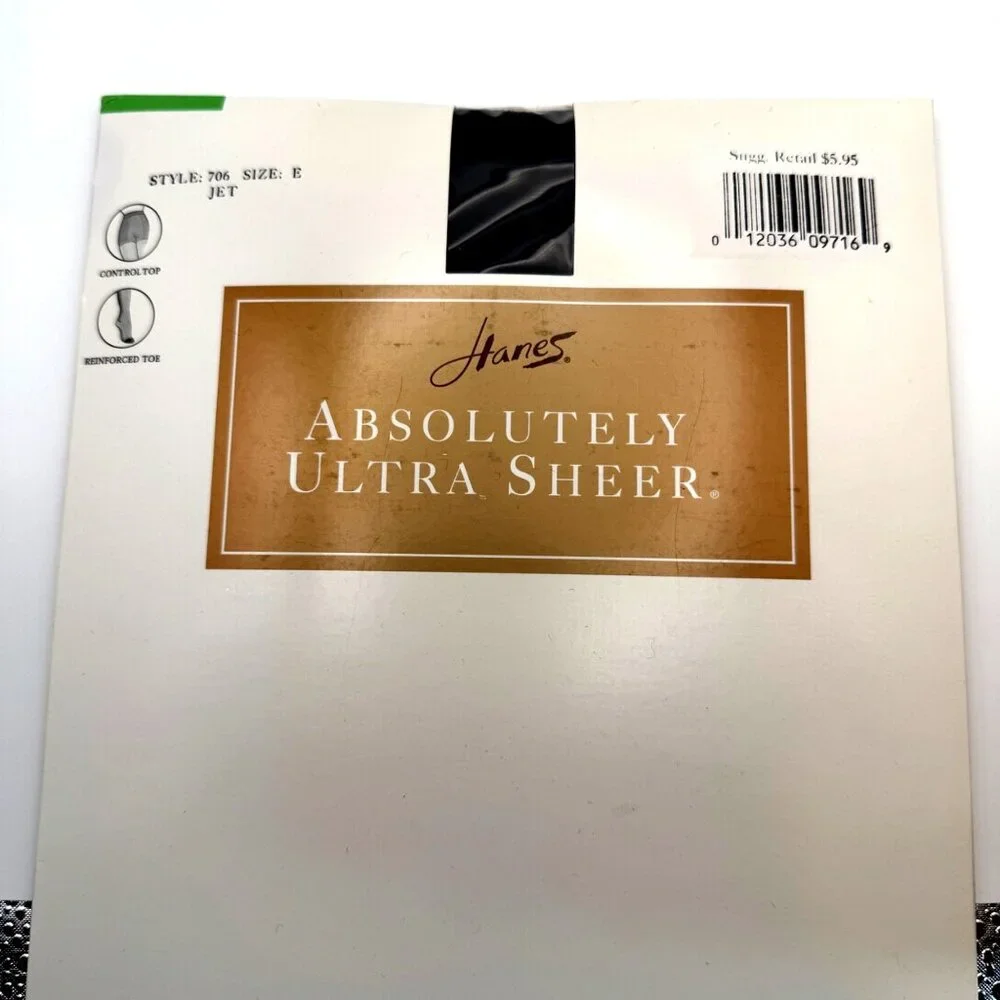 STYLE: 706 SIZE: E
JET
CONTROL TOP
REINFORCED TOE
Sugg. Retail $5.95
0 12036 09716 9
Hanes®
ABSOLUTELY
ULTRA SHEER®